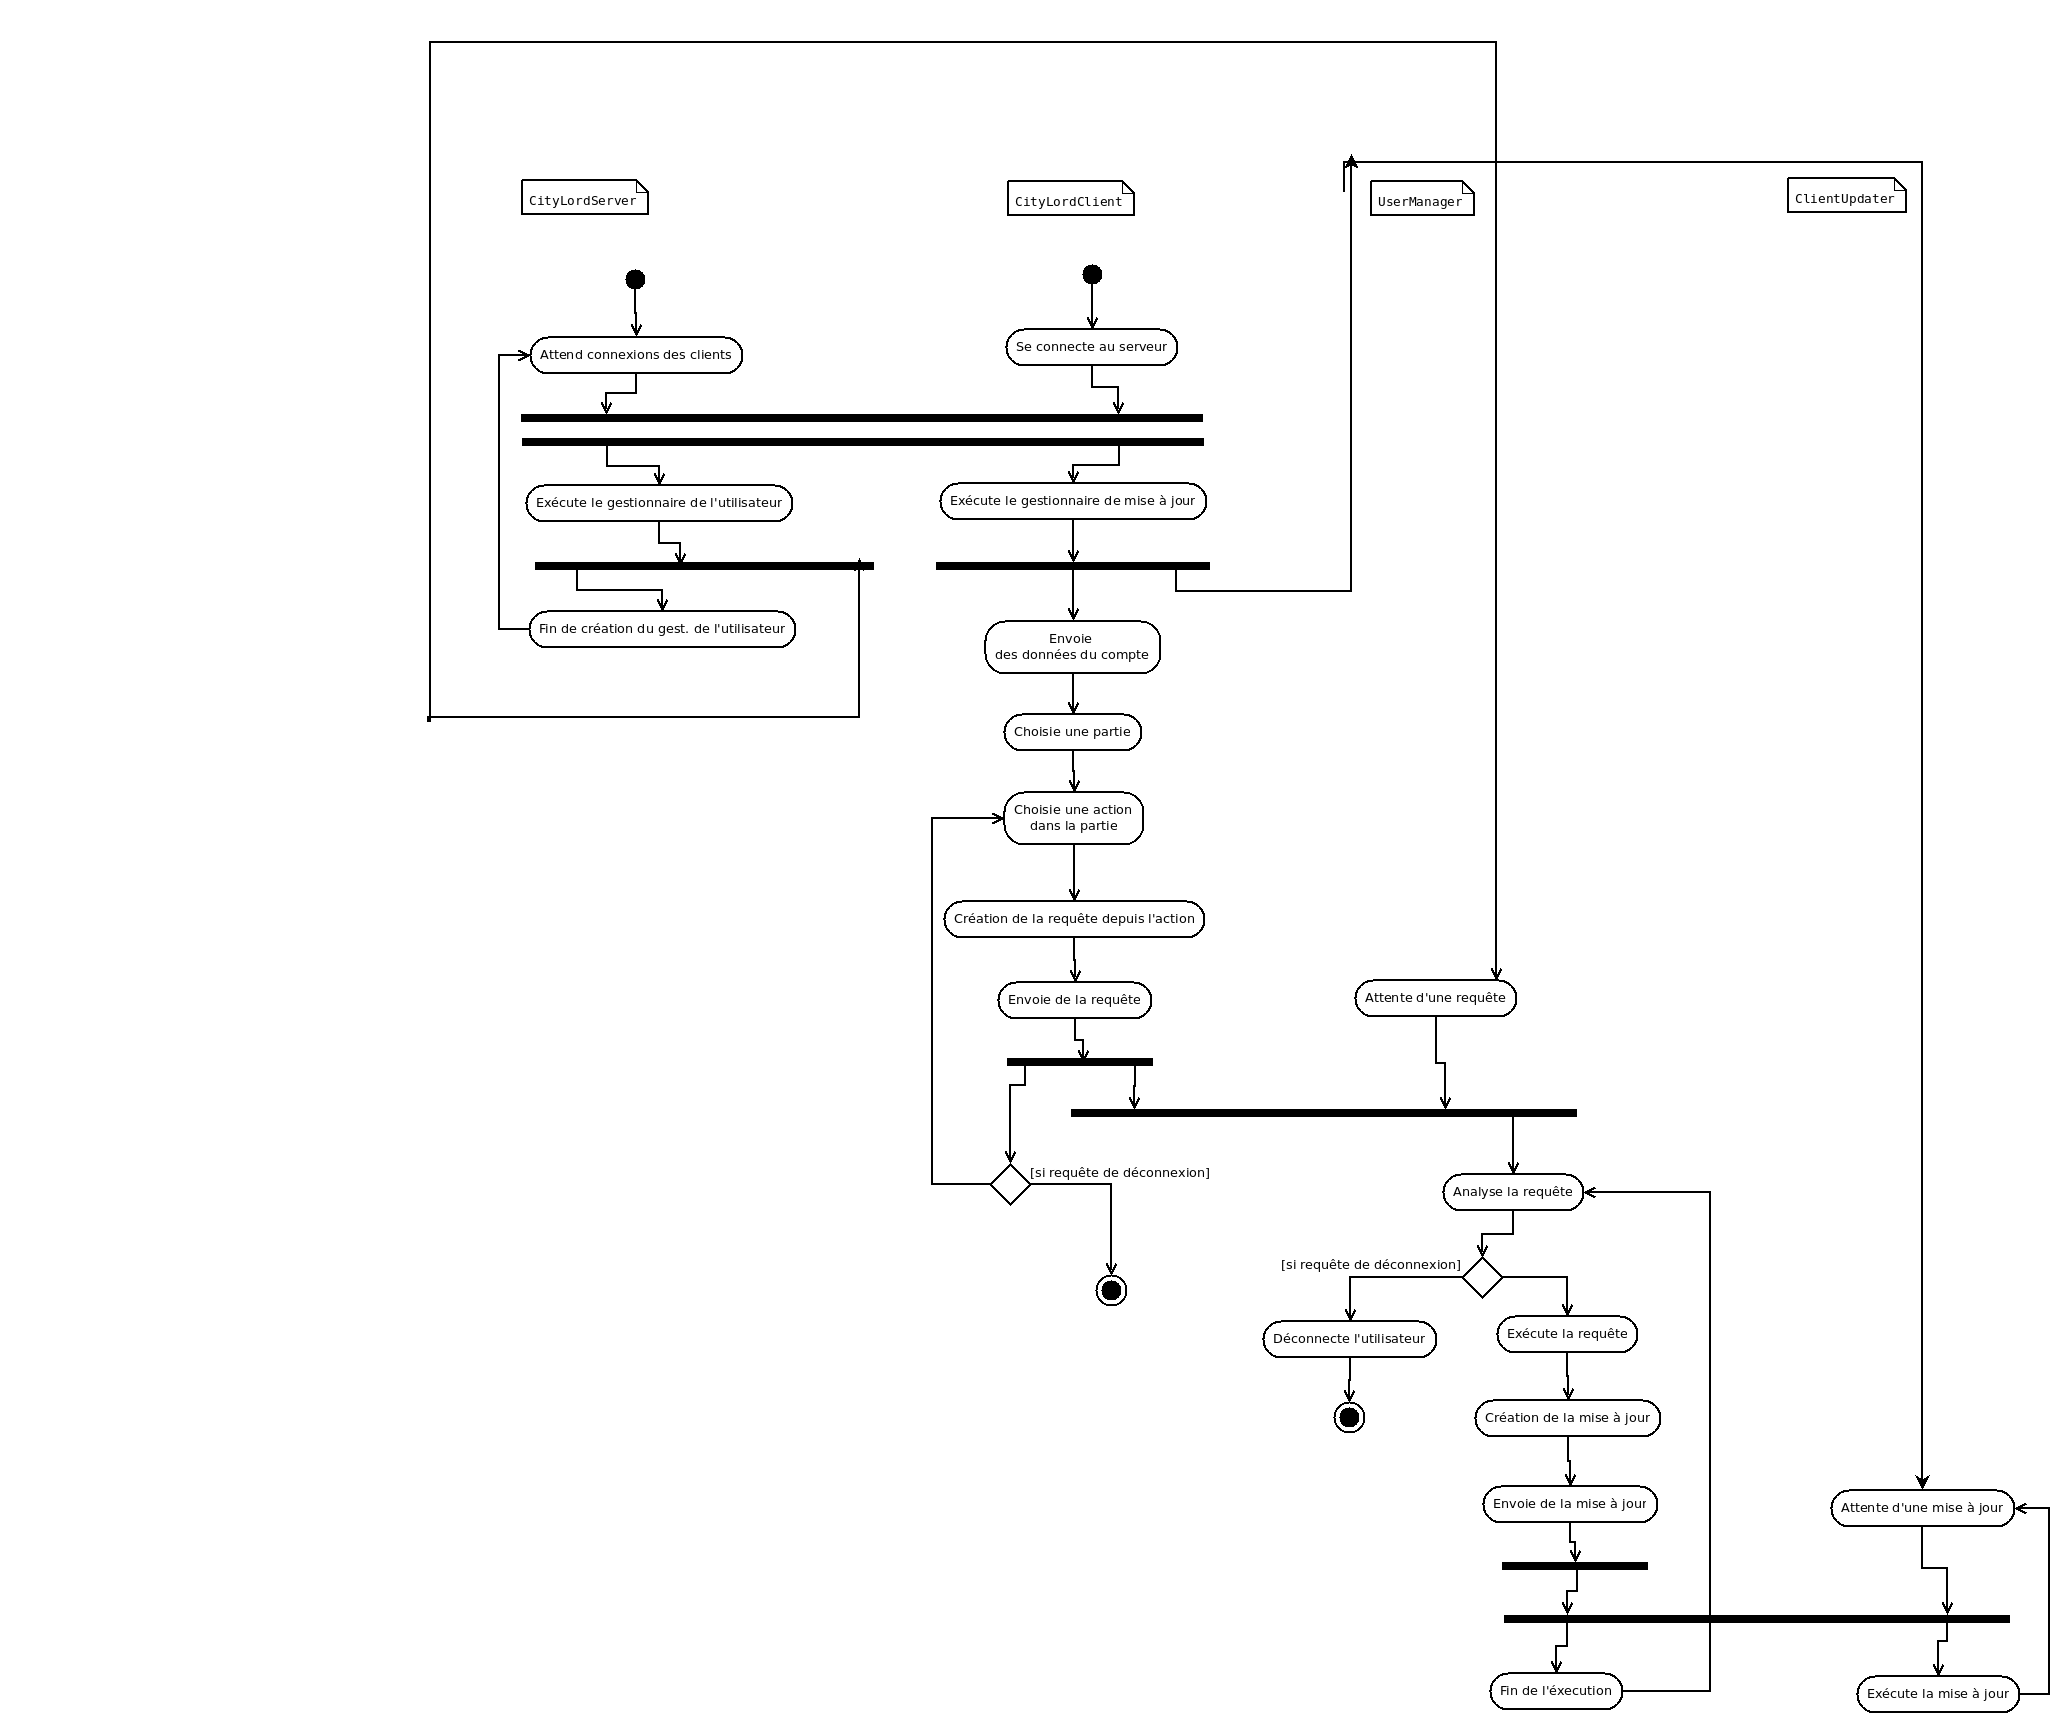 CityLordServer
CityLordClient
UserManager
ClientUpdater
Attend connexions des clients
Se connecte au serveur
Exécute le gestionnaire de l'utilisateur
Exécute le gestionnaire de mise à jour
Fin de création du gest. de l'utilisateur
Envoie
des données du compte
Choisie une partie
Choisie une action
dans la partie
Création de la requête depuis l'action
Envoie de la requête
Attente d'une requête
[si requête de déconnexion]
Analyse la requête
[si requête de déconnexion]
Déconnecte l'utilisateur
Exécute la requête
Création de la mise à jour
Envoie de la mise à jour
Attente d'une mise à jour
Fin de l'éxecution
Exécute la mise à jour